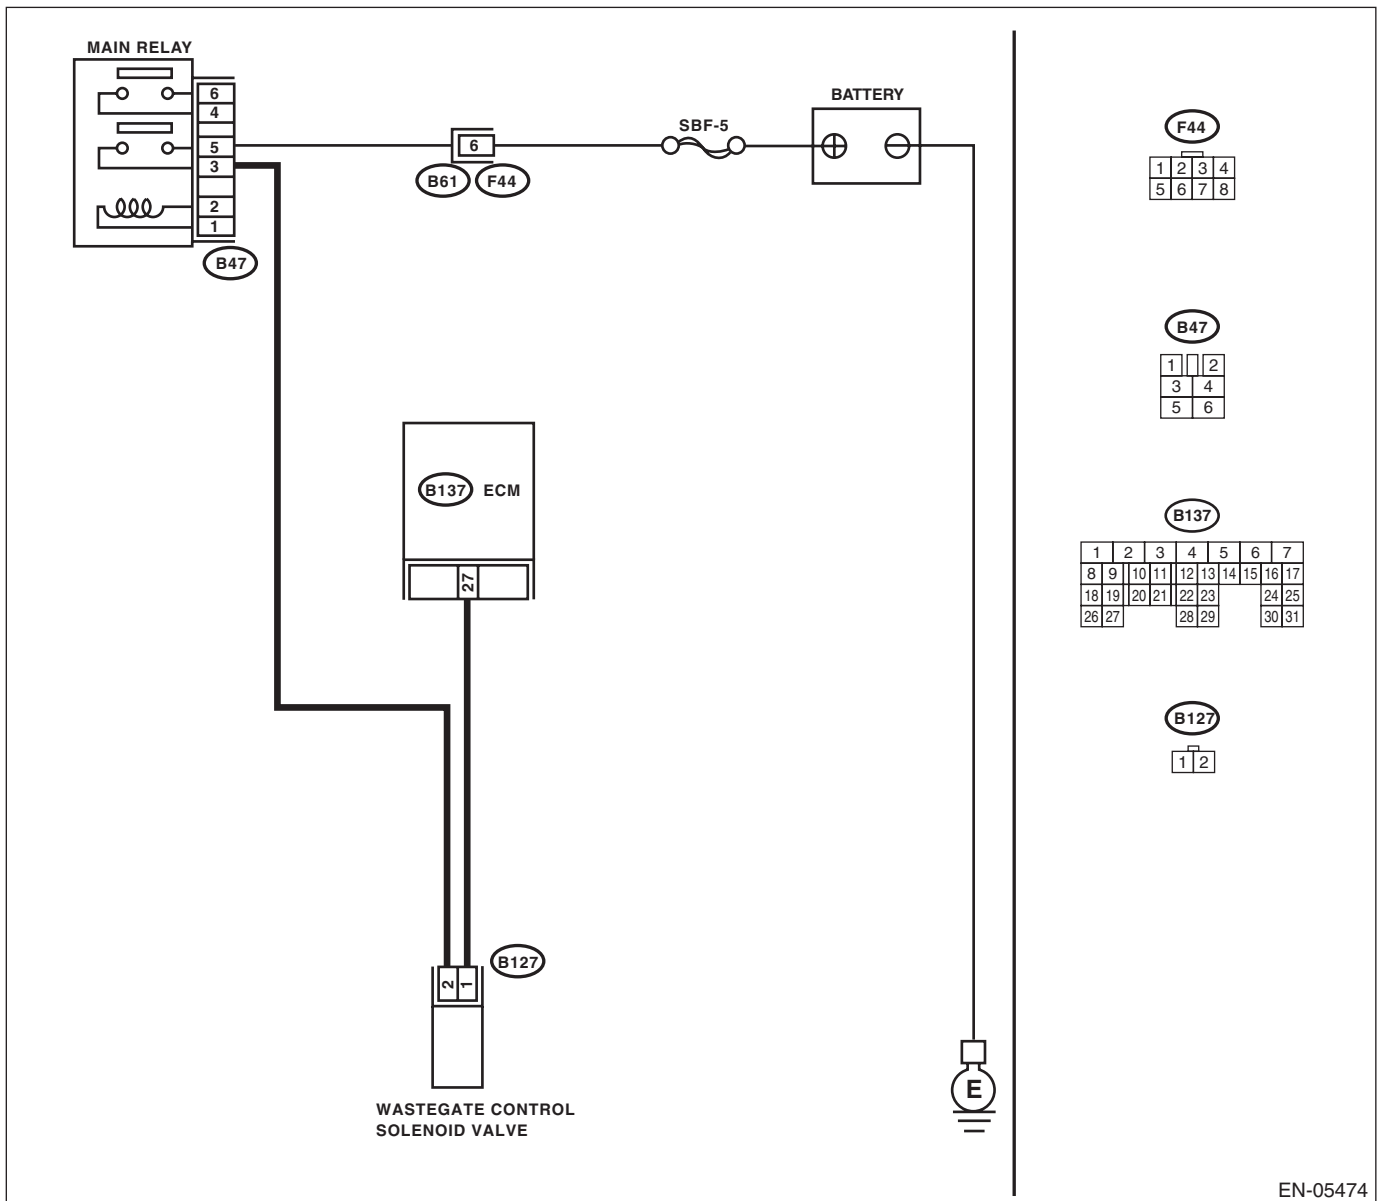 MAIN RELAY
6
4
5
3
2
1
B47
6
B61 F44
SBF-5
BATTERY
B137 ECM
27
B127
2 1
WASTEGATE CONTROL
SOLENOID VALVE
E
F44
1 2 3 4
5 6 7 8
B47
1 2
3 4
5 6
B137
1 2 3 4 5 6 7
8 9 10 11 12 13 14 15 16 17
18 19 20 21 22 23 24 25
26 27 28 29 30 31
B127
1 2
EN-05474